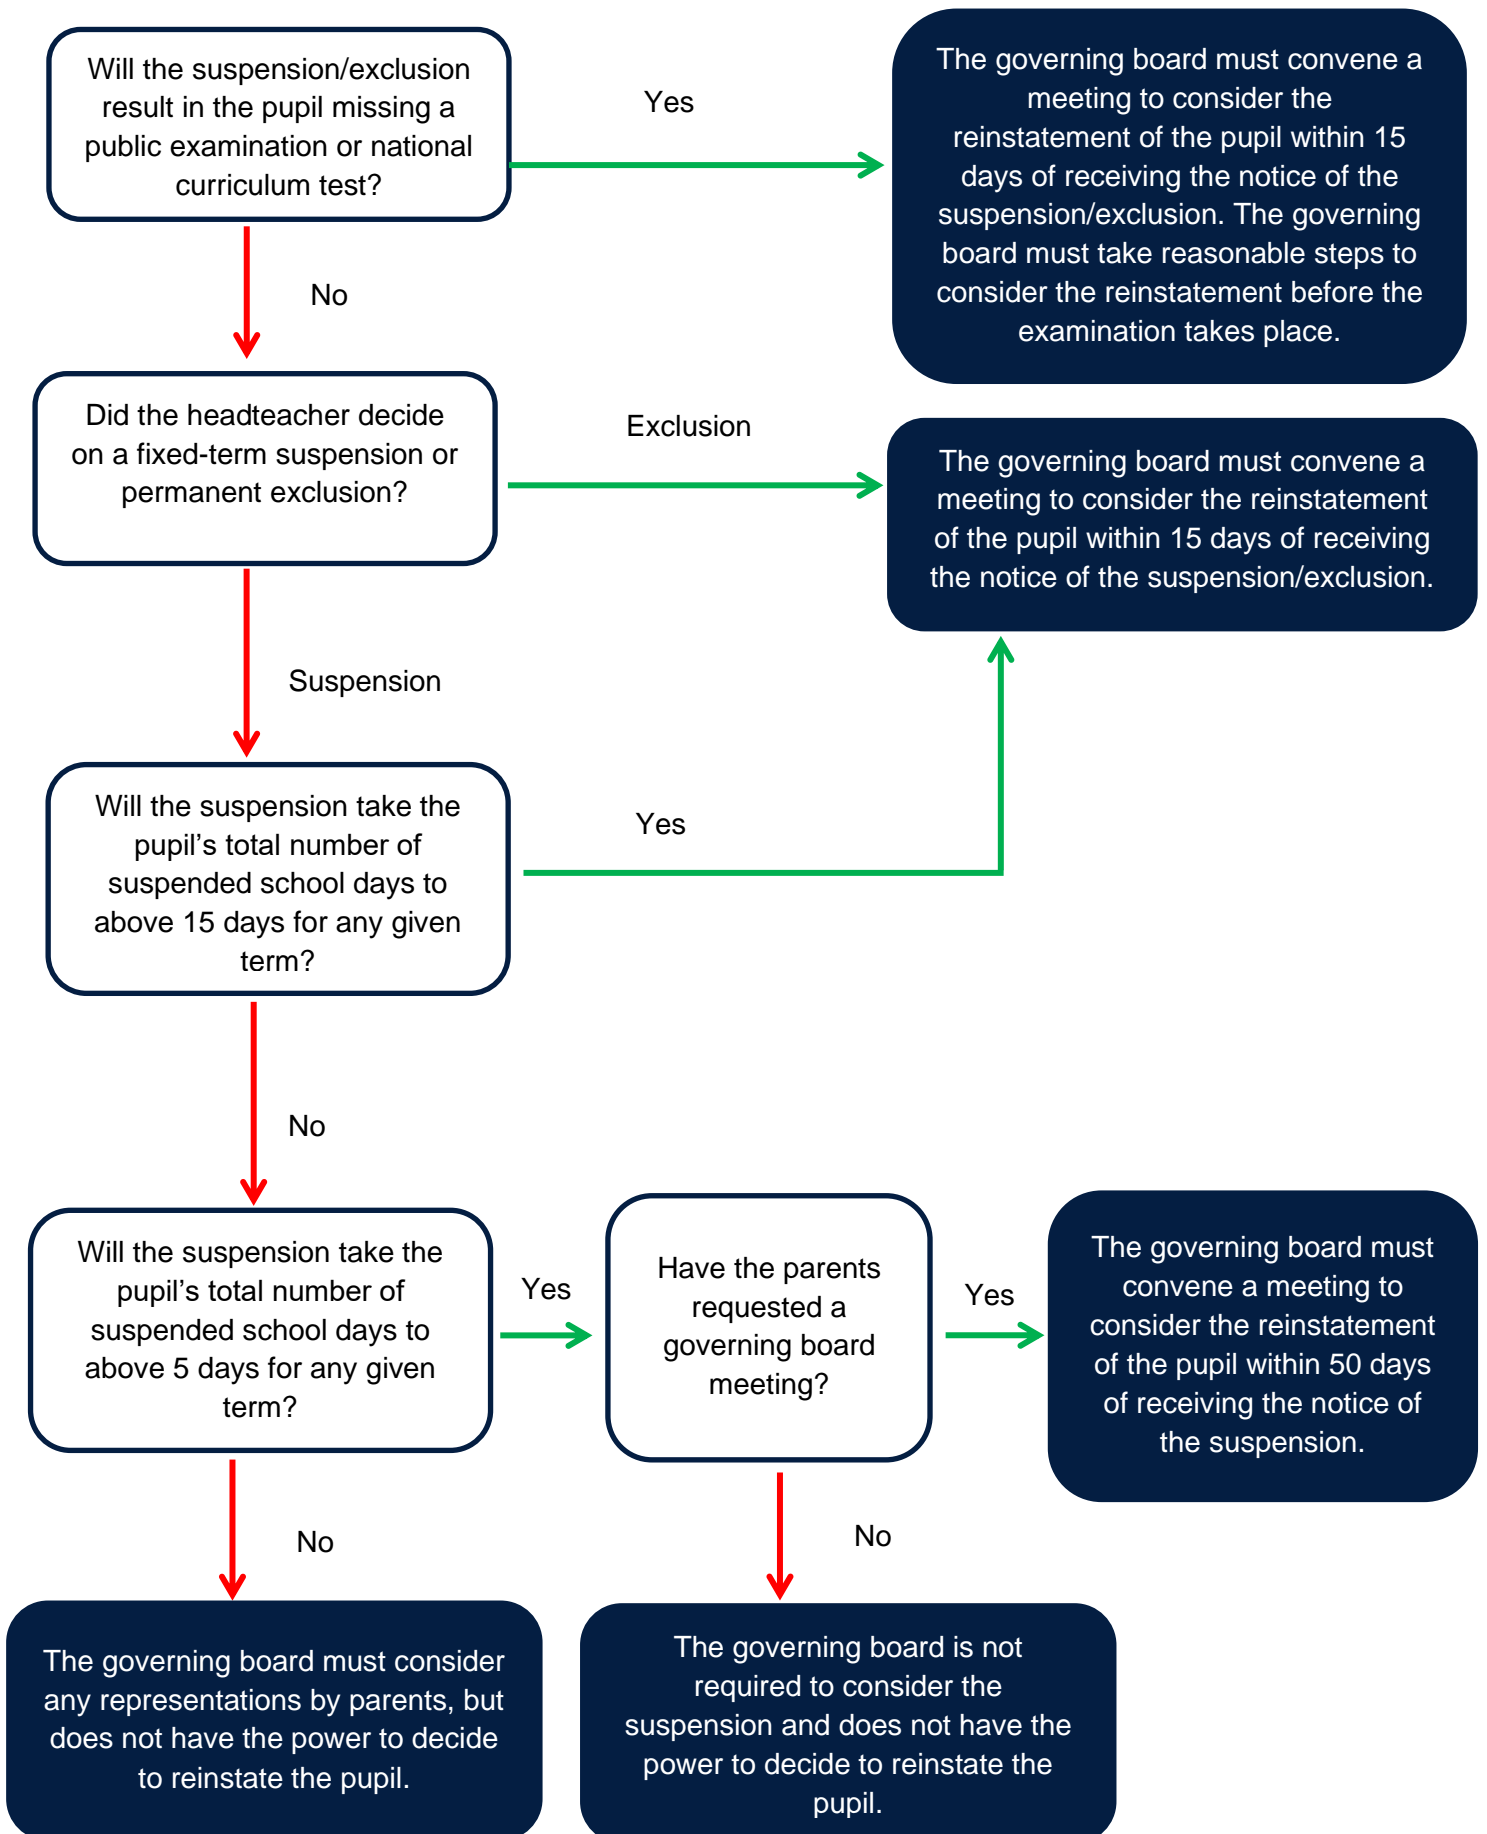 Will the suspension/exclusion
result in the pupil missing a
public examination or national
curriculum test?
Yes
The governing board must convene a
meeting to consider the
reinstatement of the pupil within 15
days of receiving the notice of the
suspension/exclusion. The governing
board must take reasonable steps to
consider the reinstatement before the
examination takes place.
No
Did the headteacher decide
on a fixed-term suspension or
permanent exclusion?
Exclusion
The governing board must convene a
meeting to consider the reinstatement
of the pupil within 15 days of receiving
the notice of the suspension/exclusion.
Suspension
Will the suspension take the
pupil’s total number of
suspended school days to
above 15 days for any given
term?
Yes
No
Will the suspension take the
pupil’s total number of
suspended school days to
above 5 days for any given
term?
Yes
Have the parents
requested a
governing board
meeting?
Yes
The governing board must
convene a meeting to
consider the reinstatement
of the pupil within 50 days
of receiving the notice of
the suspension.
No
No
The governing board must consider
any representations by parents, but
does not have the power to decide
to reinstate the pupil.
The governing board is not
required to consider the
suspension and does not have the
power to decide to reinstate the
pupil.